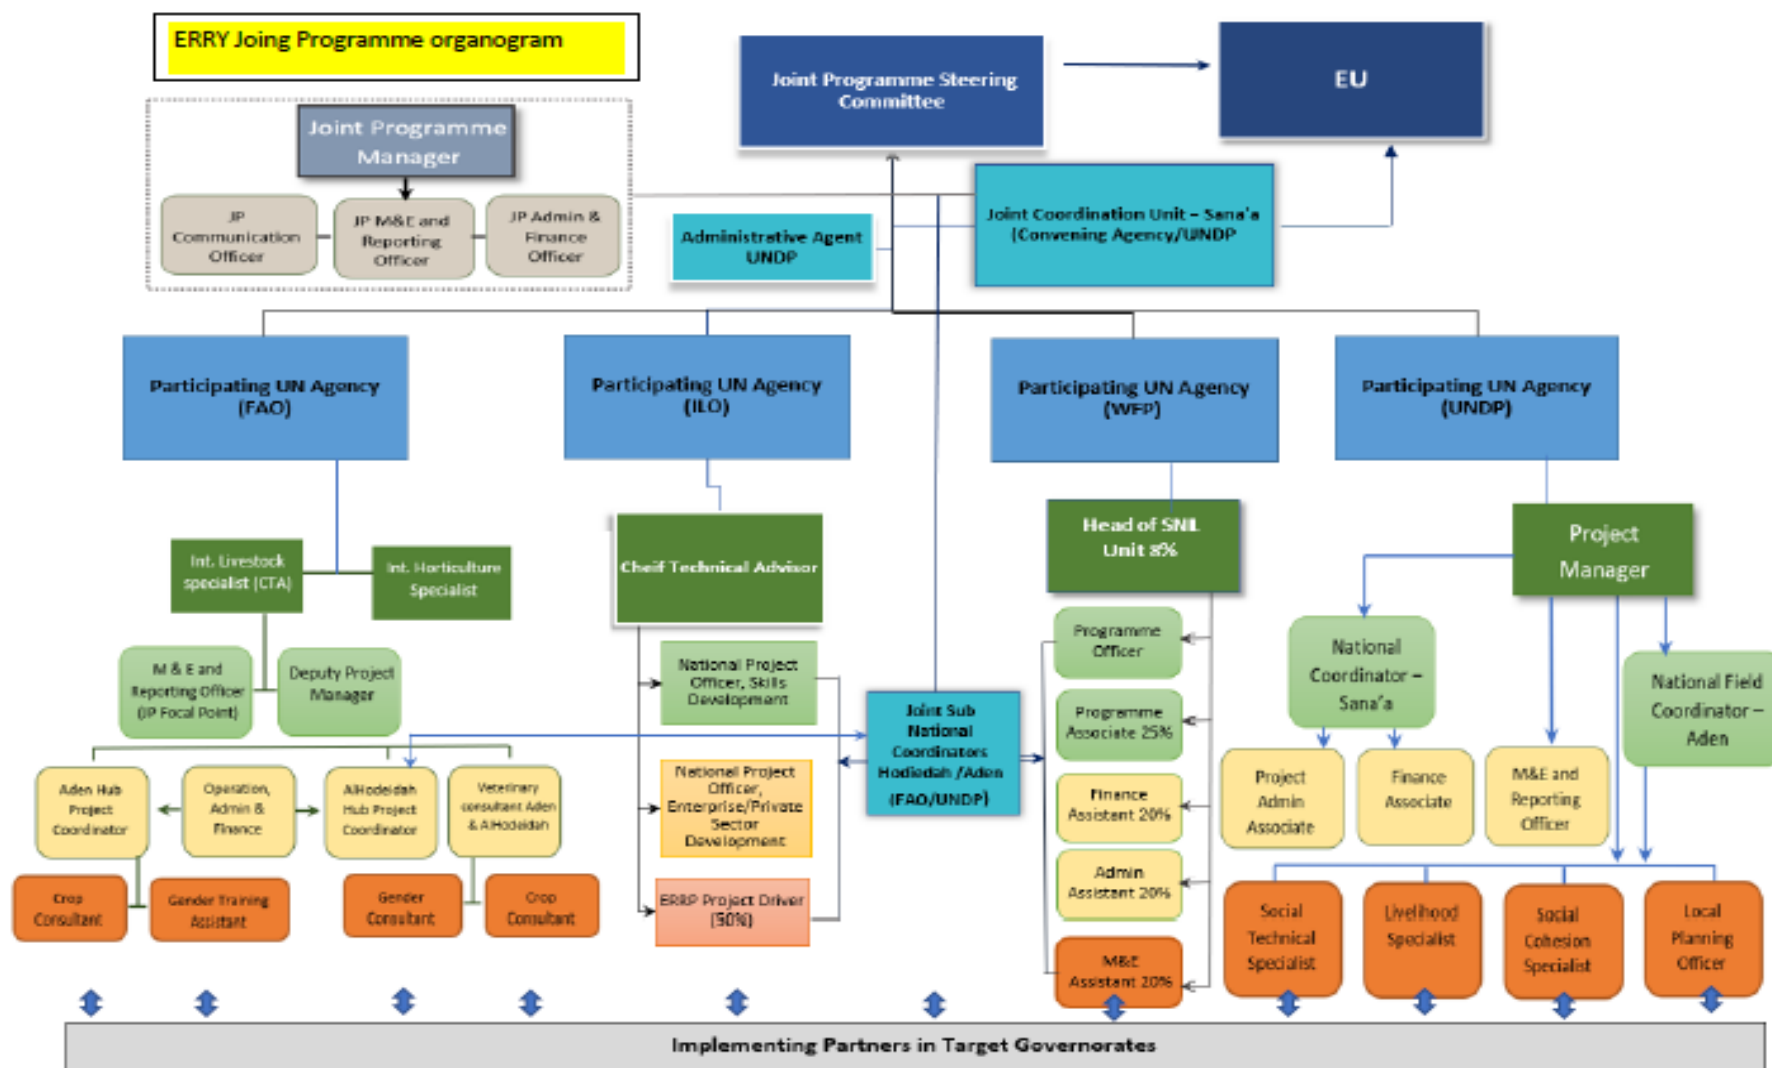 ERRY Joing Programme organogram
Joint Programme Steering
Committee
EU
Joint Programme
Manager
JP
Communication
Officer
JP M&E and
Reporting
Officer
JP Admin &
Finance
Officer
Administrative Agent
UNDP
Joint Coordination Unit – Sana'a
(Convening Agency/UNDP
Participating UN Agency
(FAO)
Participating UN Agency
(ILO)
Participating UN Agency
(WFP)
Participating UN Agency
(UNDP)
Int. Livestock
specialist (CTA)
Int. Horticulture
Specialist
Cheif Technical Advisor
Head of SNIL
Unit 8%
Project
Manager
M & E and
Reporting Officer
(JP Focal Point)
Deputy Project
Manager
National Project
Officer, Skills
Development
Programme
Officer
National
Coordinator –
Sana'a
National Field
Coordinator –
Aden
Joint Sub
National
Coordinators
Hodiedah /Aden
(FAO/UNDP)
Programme
Associate 25%
Aden Hub
Project
Coordinator
Operation,
Admin &
Finance
AlHodeidah
Hub Project
Coordinator
Veterinary
consultant Aden
& AlHodeidah
National Project
Officer,
Enterprise/Private
Sector
Development
Finance
Assistant 20%
Project
Admin
Associate
Finance
Associate
M&E and
Reporting
Officer
Admin
Assistant 20%
Crop
Consultant
Gender Training
Assistant
Gender
Consultant
Crop
Consultant
ERRP Project Driver
(50%)
M&E
Assistant 20%
Social
Technical
Specialist
Livelihood
Specialist
Social
Cohesion
Specialist
Local
Planning
Officer
Implementing Partners in Target Governorates